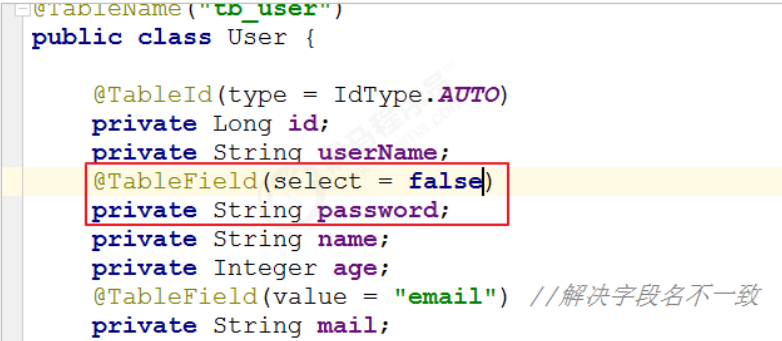 @TableName("tb_user")
public class User {
@TableId(type = IdType.AUTO)
private Long id;
private String userName;
@TableField(select = false)
private String password;
private String name;
private Integer age;
@TableField(value = "email") //解决字段名不一致
private String mail;